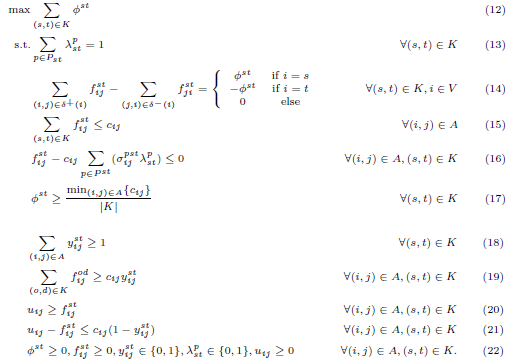 max ∑_{(s,t)∈K} ϕ^{st} (12)
s.t. ∑_{p∈P_{st}} λ^p_{st} = 1 ∀(s,t) ∈ K (13)
∑_{(i,j)∈δ^+(i)} f^{st}_{ij} − ∑_{(j,i)∈δ^−(i)} f^{st}_{ji} = { ϕ^{st} if i = s; −ϕ^{st} if i = t; 0 else ∀(s,t) ∈ K, i ∈ V (14)
∑_{(s,t)∈K} f^{st}_{ij} ≤ c_{ij} ∀(i,j) ∈ A (15)
f^{st}_{ij} − c_{ij} ∑_{p∈P^{st}} (σ^{pst}_{ij} λ^p_{st}) ≤ 0 ∀(i,j) ∈ A, (s,t) ∈ K (16)
ϕ^{st} ≥ min_{(i,j)∈A}{c_{ij}} / |K| ∀(s,t) ∈ K (17)
∑_{(i,j)∈A} y^{st}_{ij} ≥ 1 ∀(s,t) ∈ K (18)
∑_{(o,d)∈K} f^{od}_{ij} ≥ c_{ij} y^{st}_{ij} ∀(i,j) ∈ A, (s,t) ∈ K (19)
u_{ij} ≥ f^{st}_{ij} ∀(i,j) ∈ A, (s,t) ∈ K (20)
u_{ij} − f^{st}_{ij} ≤ c_{ij}(1 − y^{st}_{ij}) ∀(i,j) ∈ A, (s,t) ∈ K (21)
ϕ^{st} ≥ 0, f^{st}_{ij} ≥ 0, y^{st}_{ij} ∈ {0,1}, λ^p_{st} ∈ {0,1}, u_{ij} ≥ 0 ∀(i,j) ∈ A, (s,t) ∈ K. (22)